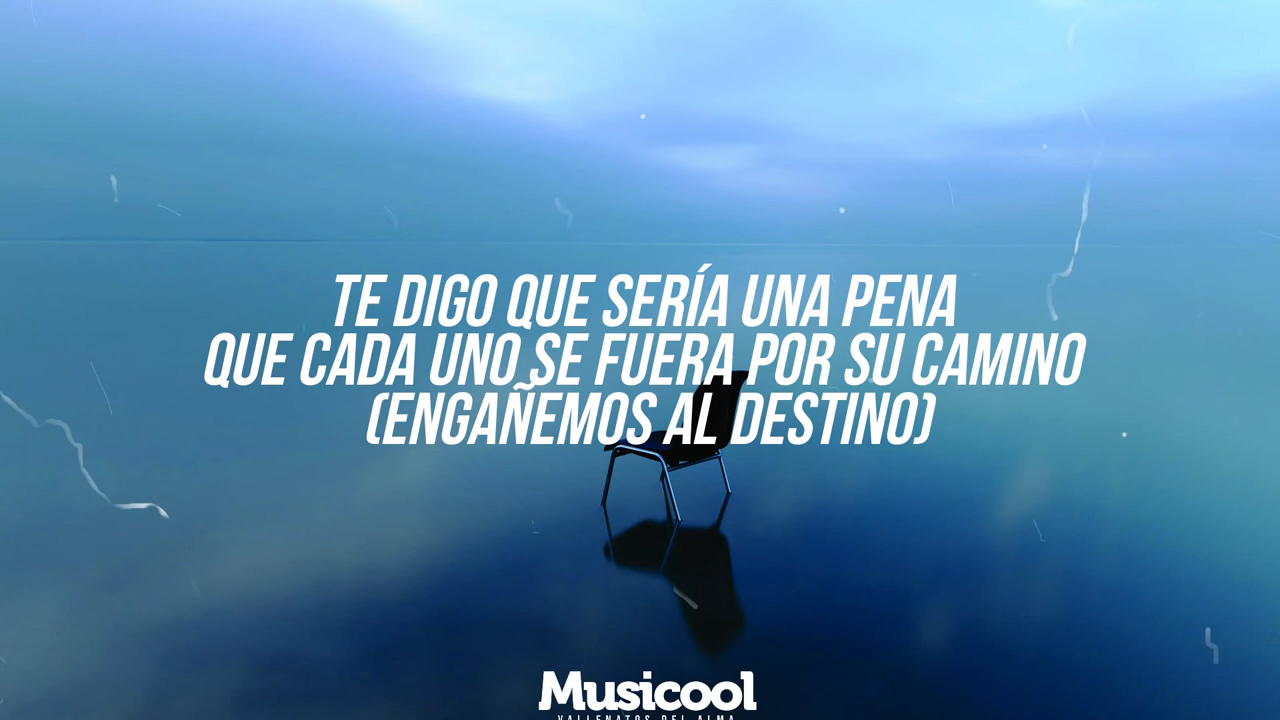 TE DIGO QUE SERÍA UNA PENA
QUE CADA UNO SE FUERA POR SU CAMINO
(ENGAÑEMOS AL DESTINO)
Musicool
VALLENATOS DEL ALMA